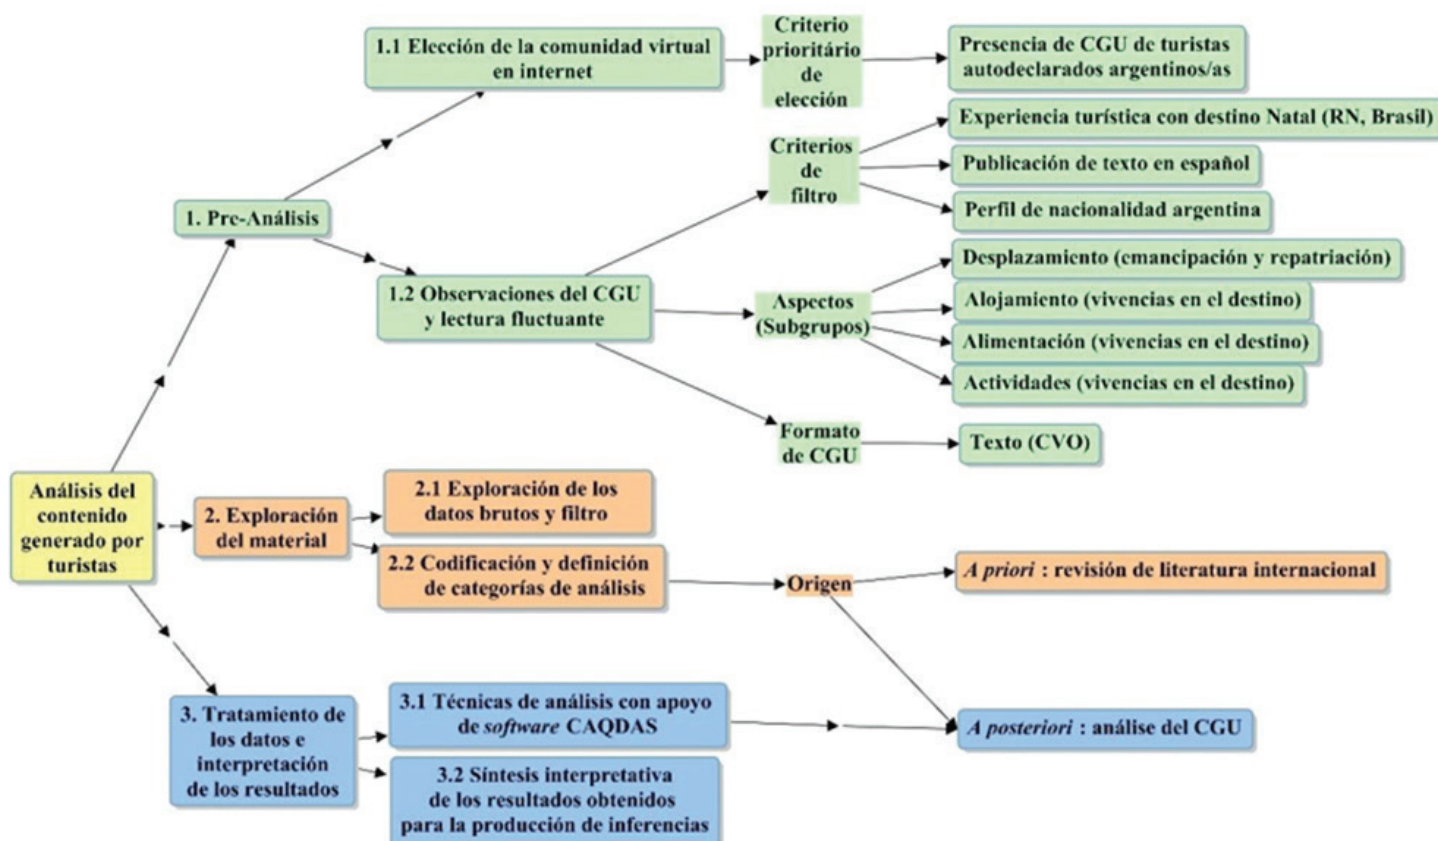 1.1 Elección de la comunidad virtual
en internet
Criterio
prioritário
de
elección
Presencia de CGU de turistas
autodeclarados argentinos/as
Experiencia turística con destino Natal (RN, Brasil)
Criterios
de
filtro
Publicación de texto en español
Perfil de nacionalidad argentina
1. Pre-Análisis
1.2 Observaciones del CGU
y lectura fluctuante
Aspectos
(Subgrupos)
Desplazamiento (emancipación y repatriación)
Alojamiento (vivencias en el destino)
Alimentación (vivencias en el destino)
Actividades (vivencias en el destino)
Formato
de CGU
Texto (CVO)
Análisis del
contenido
generado por
turistas
2. Exploración
del material
2.1 Exploración de los
datos brutos y filtro
2.2 Codificación y definición
de categorías de análisis
Origen
A priori : revisión de literatura internacional
3. Tratamiento de
los datos e
interpretación
de los resultados
3.1 Técnicas de análisis con apoyo
de software CAQDAS
A posteriori : análise del CGU
3.2 Síntesis interpretativa
de los resultados obtenidos
para la producción de inferencias